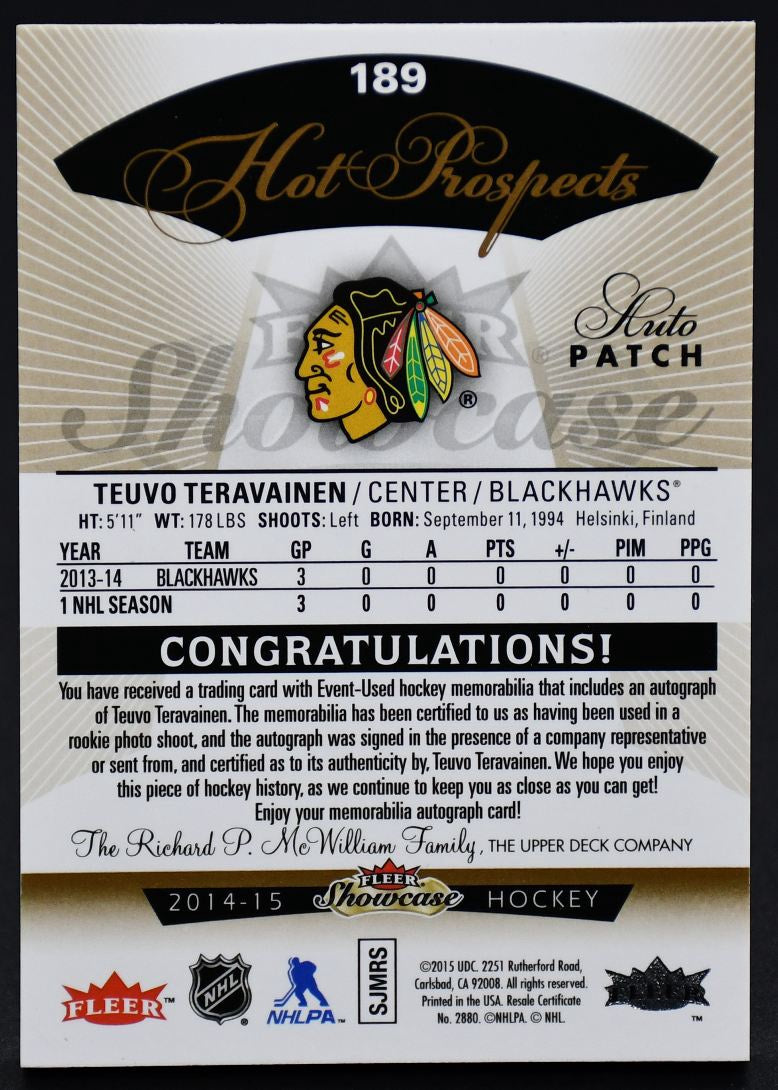 189
Hot Prospects
FLEER®
Showcase
Auto
PATCH
®
TEUVO TERAVAINEN / CENTER / BLACKHAWKS®
HT: 5'11" WT: 178 LBS SHOOTS: Left BORN: September 11, 1994 Helsinki, Finland
YEAR TEAM GP G A PTS +/- PIM PPG
2013-14 BLACKHAWKS 3 0 0 0 0 0 0
1 NHL SEASON 3 0 0 0 0 0 0
CONGRATULATIONS!
You have received a trading card with Event-Used hockey memorabilia that includes an autograph
of Teuvo Teravainen. The memorabilia has been certified to us as having been used in a
rookie photo shoot, and the autograph was signed in the presence of a company representative
or sent from, and certified as to its authenticity by, Teuvo Teravainen. We hope you enjoy
this piece of hockey history, as we continue to keep you as close as you can get!
Enjoy your memorabilia autograph card!
The Richard P. McWilliam Family, THE UPPER DECK COMPANY
2014-15 FLEER Showcase HOCKEY
FLEER™
NHL®
NHLPA™
SJMRS
©2015 UDC. 2251 Rutherford Road,
Carlsbad, CA 92008. All rights reserved.
Printed in the USA. Resale Certificate
No. 2880. ©NHLPA. © NHL.
FLEER
™